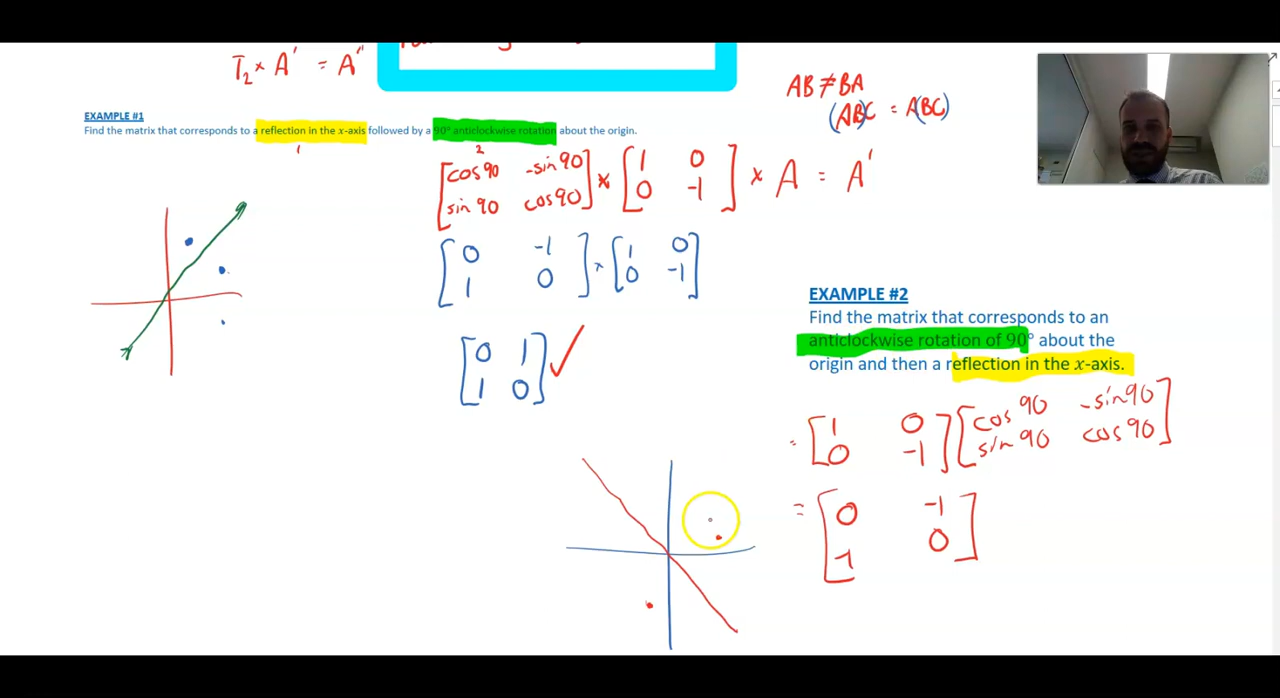 T₂ × A' = A"
AB ≠ BA
(AB)C = A(BC)
EXAMPLE #1
Find the matrix that corresponds to a reflection in the x-axis followed by a 90° anticlockwise rotation about the origin.
1 2
[cos 90 -sin 90] × [1 0] × A = A'
[sin 90 cos 90] [0 -1]
[0 -1] × [1 0]
[1 0] [0 -1]
[0 1] ✓
[1 0]
EXAMPLE #2
Find the matrix that corresponds to an
anticlockwise rotation of 90° about the
origin and then a reflection in the x-axis.
= [1 0] [cos 90 -sin 90]
[0 -1] [sin 90 cos 90]
= [0 -1]
[-1 0]